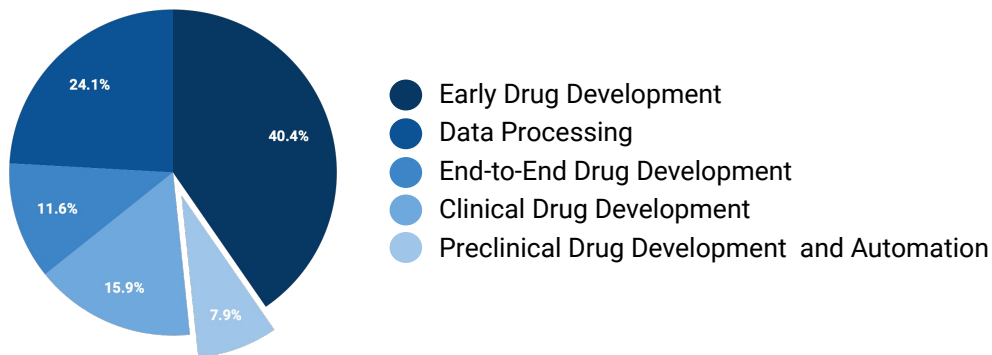 24.1%
40.4%
11.6%
15.9%
7.9%
Early Drug Development
Data Processing
End-to-End Drug Development
Clinical Drug Development
Preclinical Drug Development  and Automation